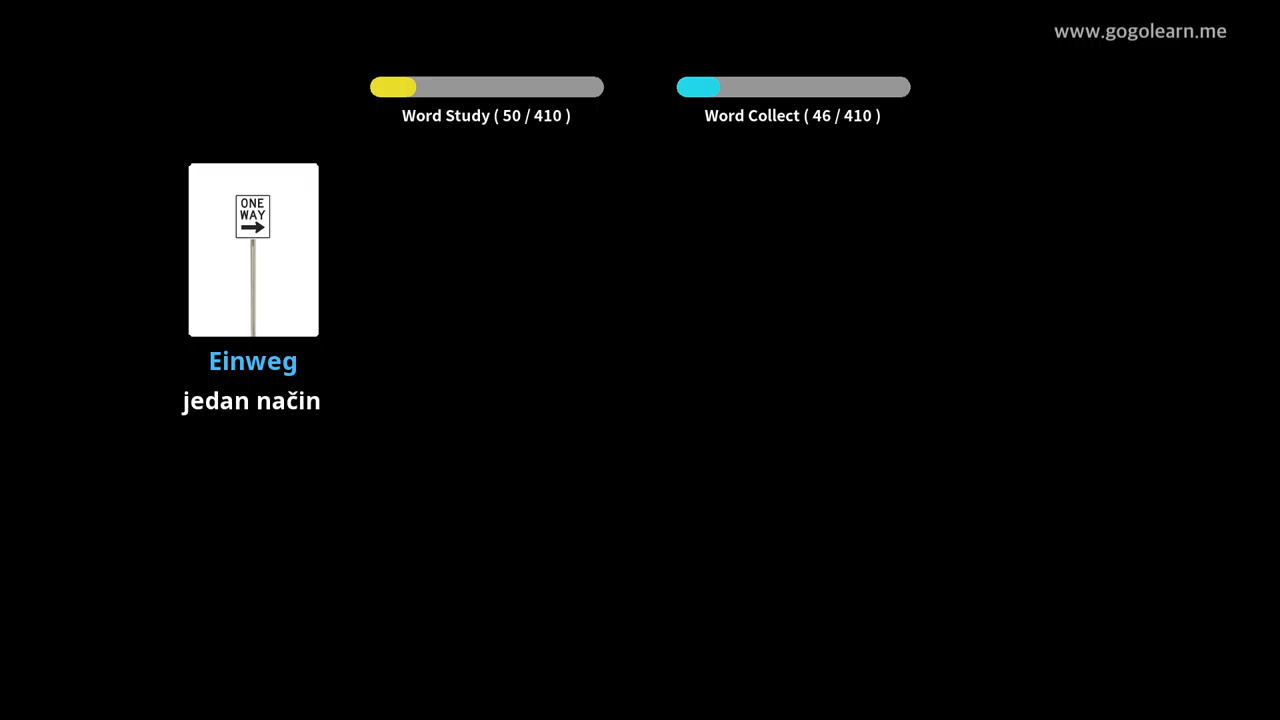 www.gogolearn.me
Word Study ( 50 / 410 )
Word Collect ( 46 / 410 )
ONE
WAY
Einweg
jedan način